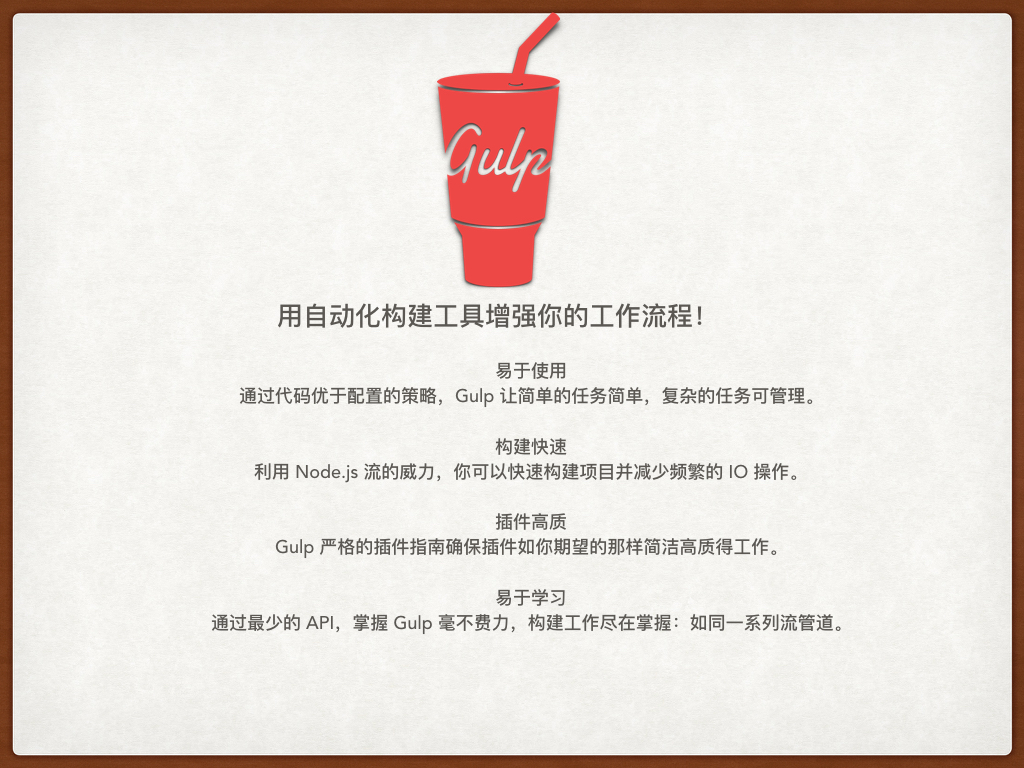 Gulp
用自动化构建工具增强你的工作流程！
易于使用
通过代码优于配置的策略，Gulp 让简单的任务简单，复杂的任务可管理。
构建快速
利用 Node.js 流的威力，你可以快速构建项目并减少频繁的 IO 操作。
插件高质
Gulp 严格的插件指南确保插件如你期望的那样简洁高质得工作。
易于学习
通过最少的 API，掌握 Gulp 毫不费力，构建工作尽在掌握：如同一系列流管道。